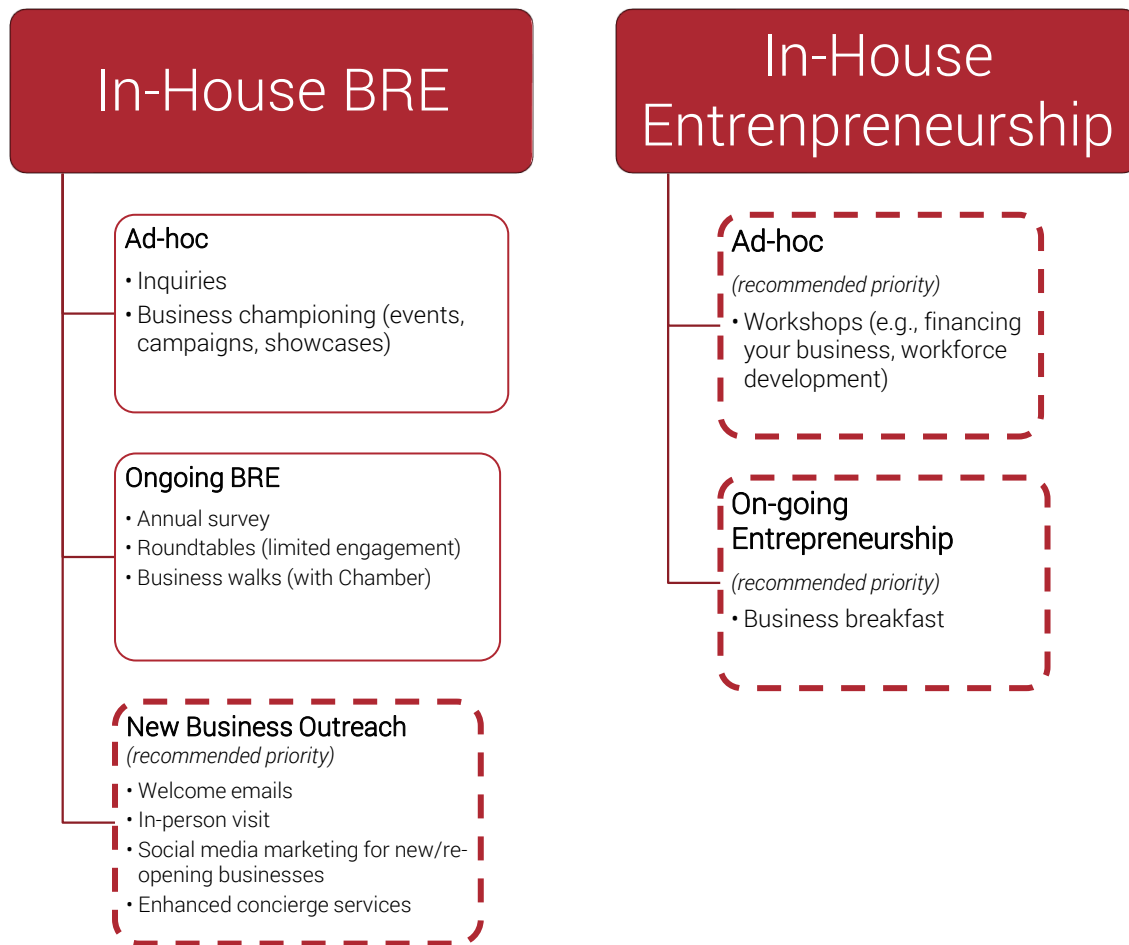 In-House BRE
Ad-hoc
• Inquiries
• Business championing (events,
campaigns, showcases)
Ongoing BRE
• Annual survey
• Roundtables (limited engagement)
• Business walks (with Chamber)
New Business Outreach
(recommended priority)
• Welcome emails
• In-person visit
• Social media marketing for new/re-
opening businesses
• Enhanced concierge services
In-House
Entrenpreneurship
Ad-hoc
(recommended priority)
• Workshops (e.g., financing
your business, workforce
development)
On-going
Entrepreneurship
(recommended priority)
• Business breakfast